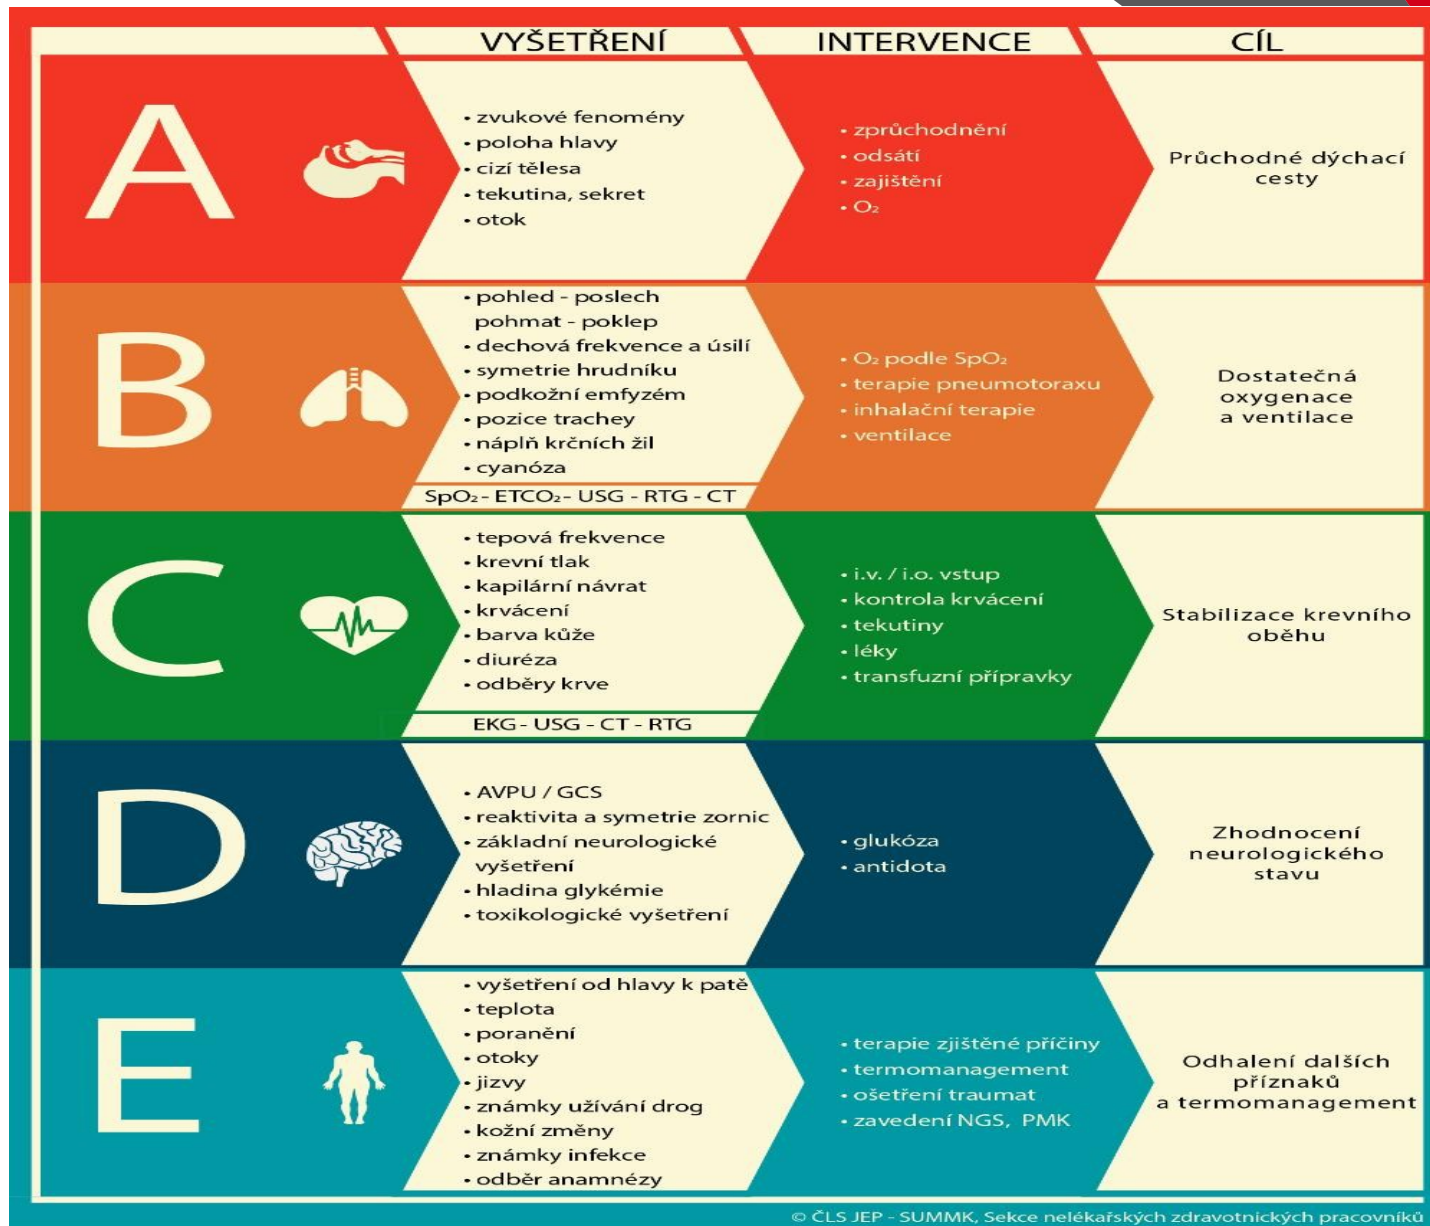 VYŠETŘENÍ
INTERVENCE
CÍL
A
• zvukové fenomény
• poloha hlavy
• cizí tělesa
• tekutina, sekret
• otok
• zprůchodnění
• odsátí
• zajištění
• O₂
Průchodné dýchací
cesty
B
• pohled - poslech
pohmat - poklep
• dechová frekvence a úsilí
• symetrie hrudníku
• podkožní emfyzém
• pozice trachey
• náplň krčních žil
• cyanóza
SpO₂ - ETCO₂ - USG - RTG - CT
• O₂ podle SpO₂
• terapie pneumotoraxu
• inhalační terapie
• ventilace
Dostatečná
oxygenace
a ventilace
C
• tepová frekvence
• krevní tlak
• kapilární návrat
• krvácení
• barva kůže
• diuréza
• odběry krve
EKG - USG - CT - RTG
• i.v. / i.o. vstup
• kontrola krvácení
• tekutiny
• léky
• transfuzní přípravky
Stabilizace krevního
oběhu
D
• AVPU / GCS
• reaktivita a symetrie zornic
• základní neurologické
vyšetření
• hladina glykémie
• toxikologické vyšetření
• glukóza
• antidota
Zhodnocení
neurologického
stavu
E
• vyšetření od hlavy k patě
• teplota
• poranění
• otoky
• jizvy
• známky užívání drog
• kožní změny
• známky infekce
• odběr anamnézy
• terapie zjištěné příčiny
• termomanagement
• ošetření traumat
• zavedení NGS, PMK
Odhalení dalších
příznaků
a termomanagement
© ČLS JEP - SUMMK, Sekce nelékařských zdravotnických pracovníků